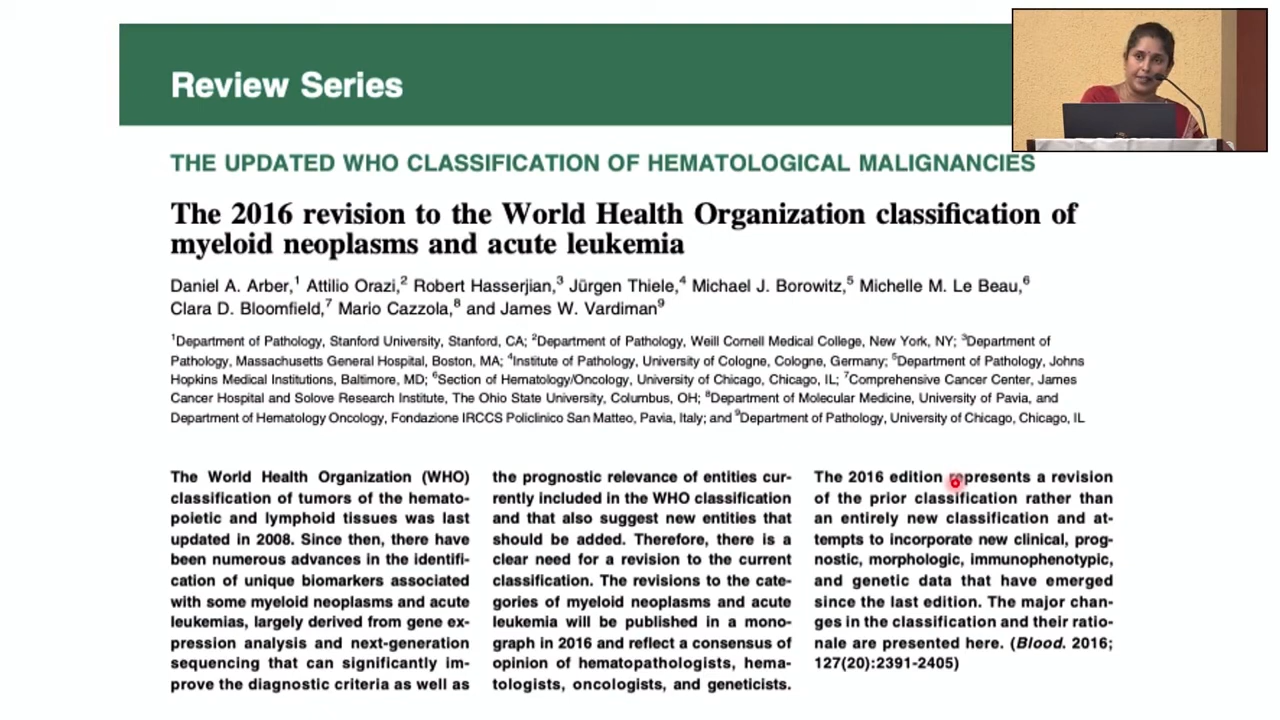 Review Series
THE UPDATED WHO CLASSIFICATION OF HEMATOLOGICAL MALIGNANCIES
The 2016 revision to the World Health Organization classification of
myeloid neoplasms and acute leukemia
Daniel A. Arber,¹ Attilio Orazi,² Robert Hasserjian,³ Jürgen Thiele,⁴ Michael J. Borowitz,⁵ Michelle M. Le Beau,⁶
Clara D. Bloomfield,⁷ Mario Cazzola,⁸ and James W. Vardiman⁹
¹Department of Pathology, Stanford University, Stanford, CA; ²Department of Pathology, Weill Cornell Medical College, New York, NY; ³Department of
Pathology, Massachusetts General Hospital, Boston, MA; ⁴Institute of Pathology, University of Cologne, Cologne, Germany; ⁵Department of Pathology, Johns
Hopkins Medical Institutions, Baltimore, MD; ⁶Section of Hematology/Oncology, University of Chicago, Chicago, IL; ⁷Comprehensive Cancer Center, James
Cancer Hospital and Solove Research Institute, The Ohio State University, Columbus, OH; ⁸Department of Molecular Medicine, University of Pavia, and
Department of Hematology Oncology, Fondazione IRCCS Policlinico San Matteo, Pavia, Italy; and ⁹Department of Pathology, University of Chicago, Chicago, IL
The World Health Organization (WHO)
classification of tumors of the hemato-
poietic and lymphoid tissues was last
updated in 2008. Since then, there have
been numerous advances in the identifi-
cation of unique biomarkers associated
with some myeloid neoplasms and acute
leukemias, largely derived from gene ex-
pression analysis and next-generation
sequencing that can significantly im-
prove the diagnostic criteria as well as
the prognostic relevance of entities cur-
rently included in the WHO classification
and that also suggest new entities that
should be added. Therefore, there is a
clear need for a revision to the current
classification. The revisions to the cate-
gories of myeloid neoplasms and acute
leukemia will be published in a mono-
graph in 2016 and reflect a consensus of
opinion of hematopathologists, hema-
tologists, oncologists, and geneticists.
The 2016 edition represents a revision
of the prior classification rather than
an entirely new classification and at-
tempts to incorporate new clinical, prog-
nostic, morphologic, immunophenotypic,
and genetic data that have emerged
since the last edition. The major chan-
ges in the classification and their ratio-
nale are presented here. (Blood. 2016;
127(20):2391-2405)